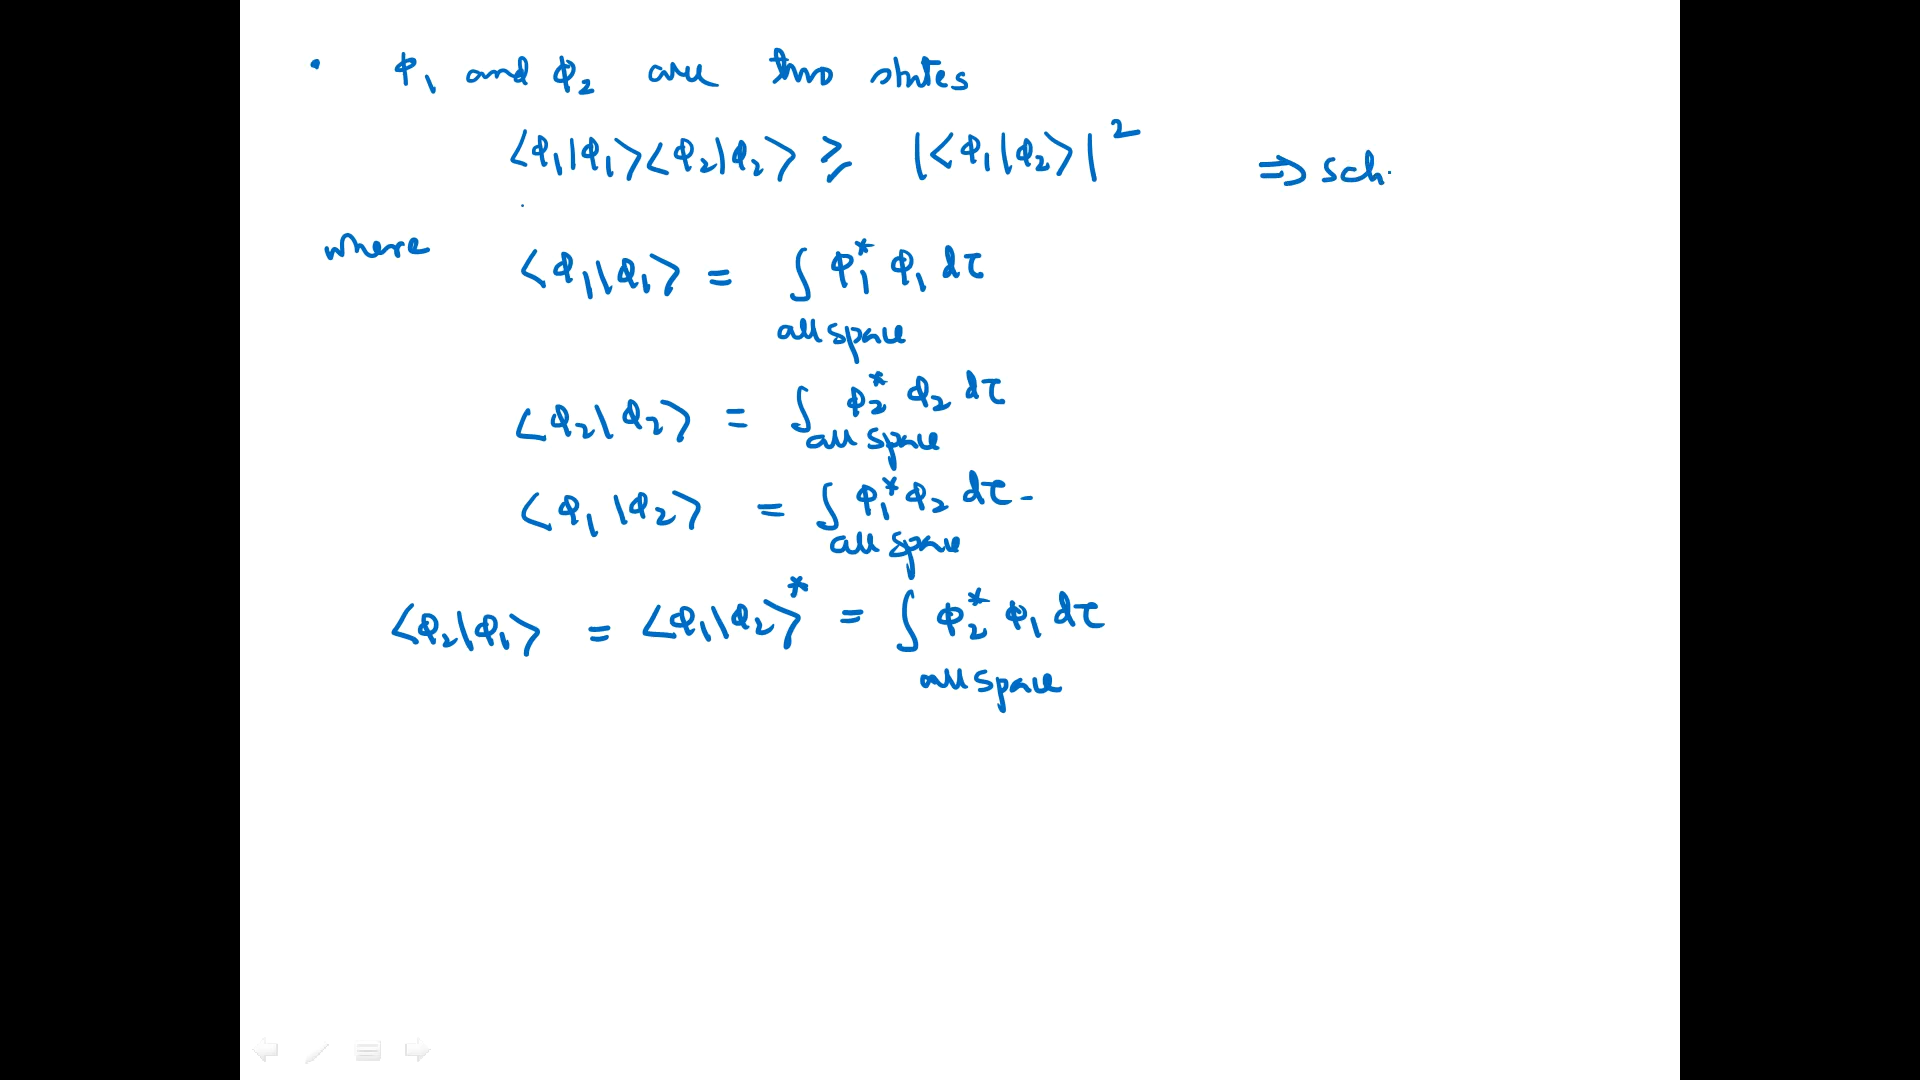 • φ₁ and φ₂ are two states
⟨φ₁|φ₁⟩⟨φ₂|φ₂⟩ ≥ |⟨φ₁|φ₂⟩|² ⇒ sch.
where ⟨φ₁|φ₁⟩ = ∫ φ₁* φ₁ dτ
all space
⟨φ₂|φ₂⟩ = ∫ φ₂* φ₂ dτ
all space
⟨φ₁|φ₂⟩ = ∫ φ₁* φ₂ dτ
all space
⟨φ₂|φ₁⟩ = ⟨φ₁|φ₂⟩* = ∫ φ₂* φ₁ dτ
all space